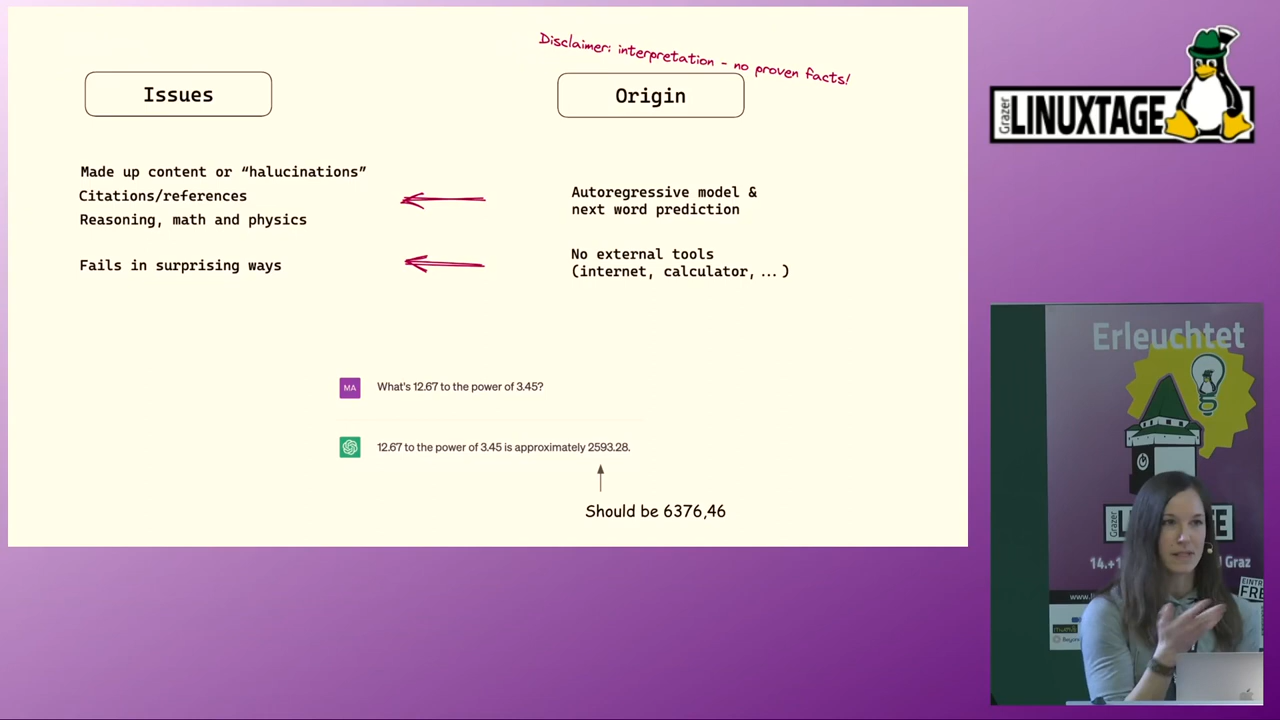 Disclaimer: interpretation - no proven facts!
Issues
Origin
Made up content or “halucinations”
Citations/references
Reasoning, math and physics
Autoregressive model &
next word prediction
Fails in surprising ways
No external tools
(internet, calculator, ... )
MA
What's 12.67 to the power of 3.45?
12.67 to the power of 3.45 is approximately 2593.28.
Should be 6376,46
Grazer
LINUXTAGE
Erleuchtet
Grazer
Graz
EINTR
FRE